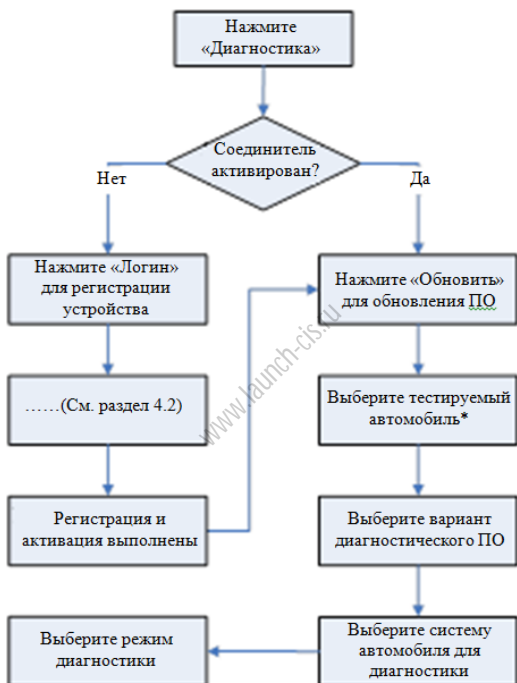 Нажмите
«Диагностика»
Соединитель
активирован?
Нет
Да
Нажмите «Логин»
для регистрации
устройства
Нажмите «Обновить»
для обновления ПО
……(См. раздел 4.2)
Выберите тестируемый
автомобиль*
Регистрация и
активация выполнены
Выберите вариант
диагностического ПО
Выберите режим
диагностики
Выберите систему
автомобиля для
диагностики
www.launch-cis.ru